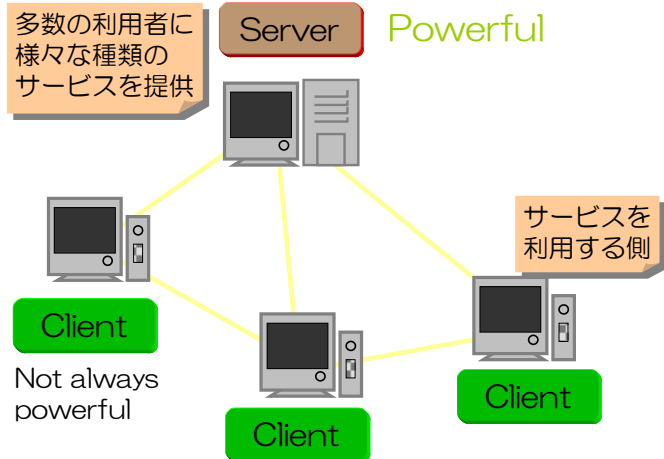 多数の利用者に
様々な種類の
サービスを提供
Server
Powerful
サービスを
利用する側
Client
Not always
powerful
Client
Client